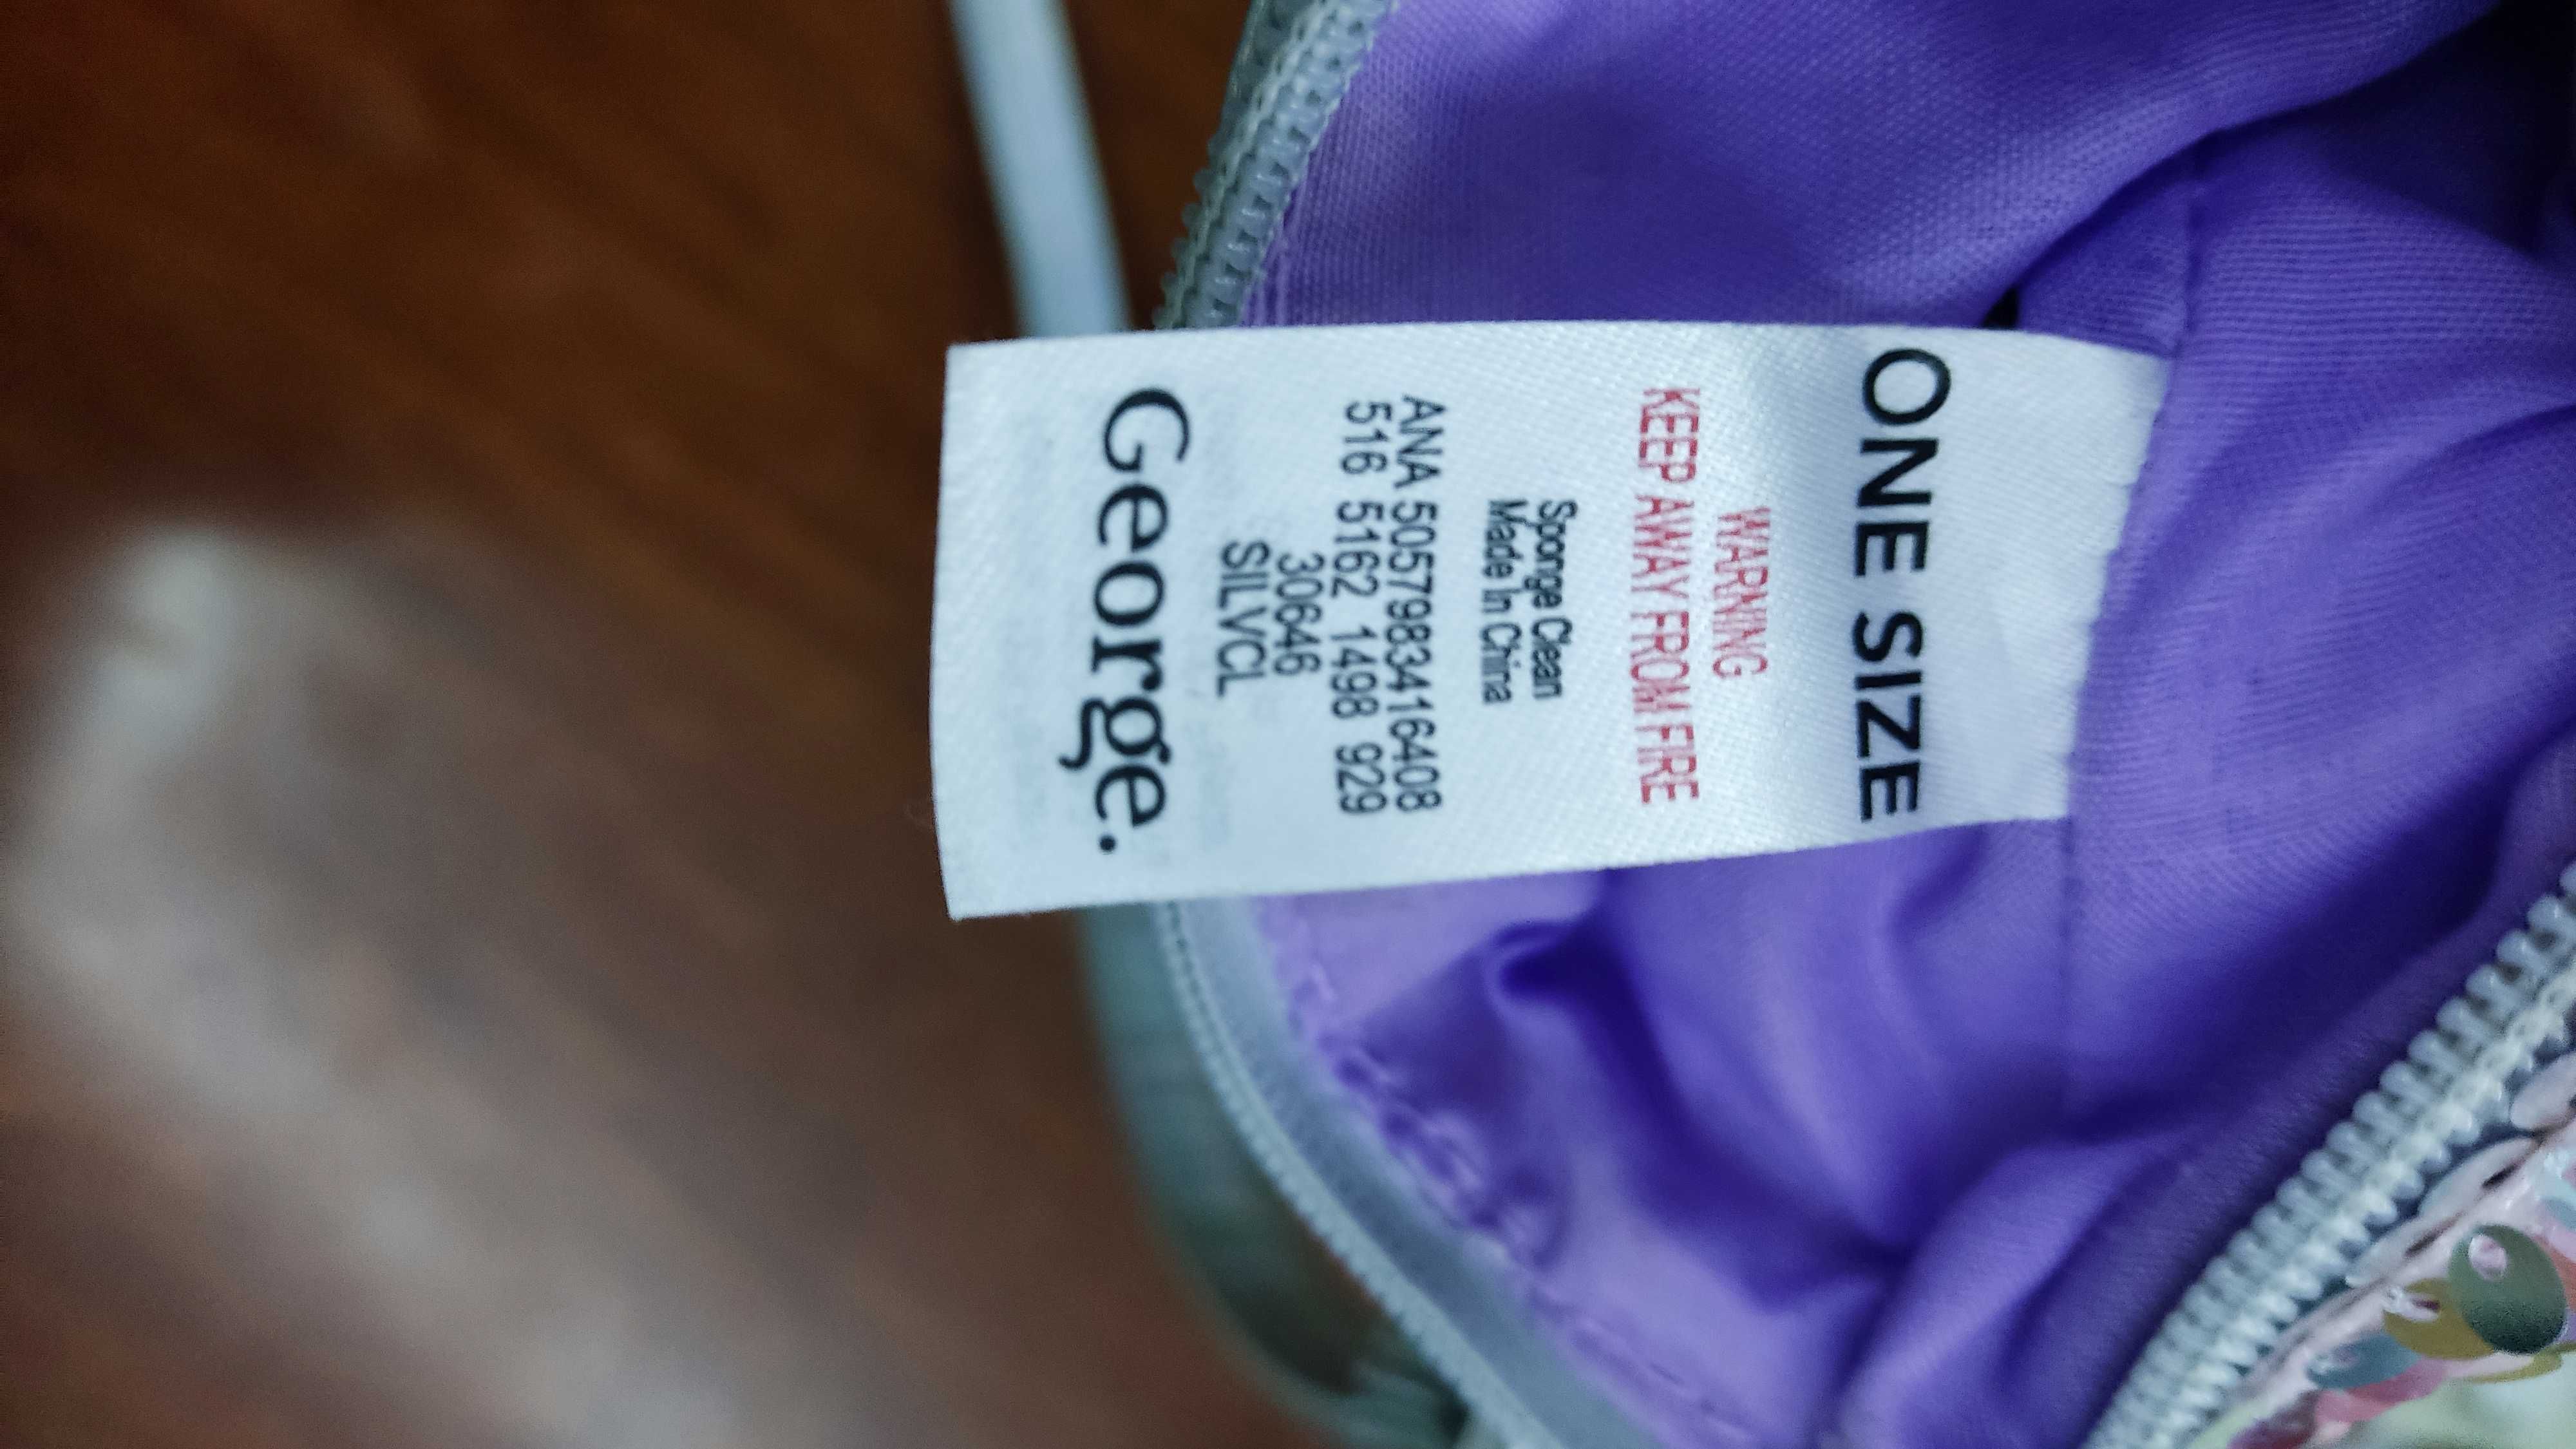 ONE SIZE
WARNING
KEEP AWAY FROM FIRE
Sponge Clean
Made In China
ANA 5057983416408
516 5162 1498 929
30646
SILVCL
George.